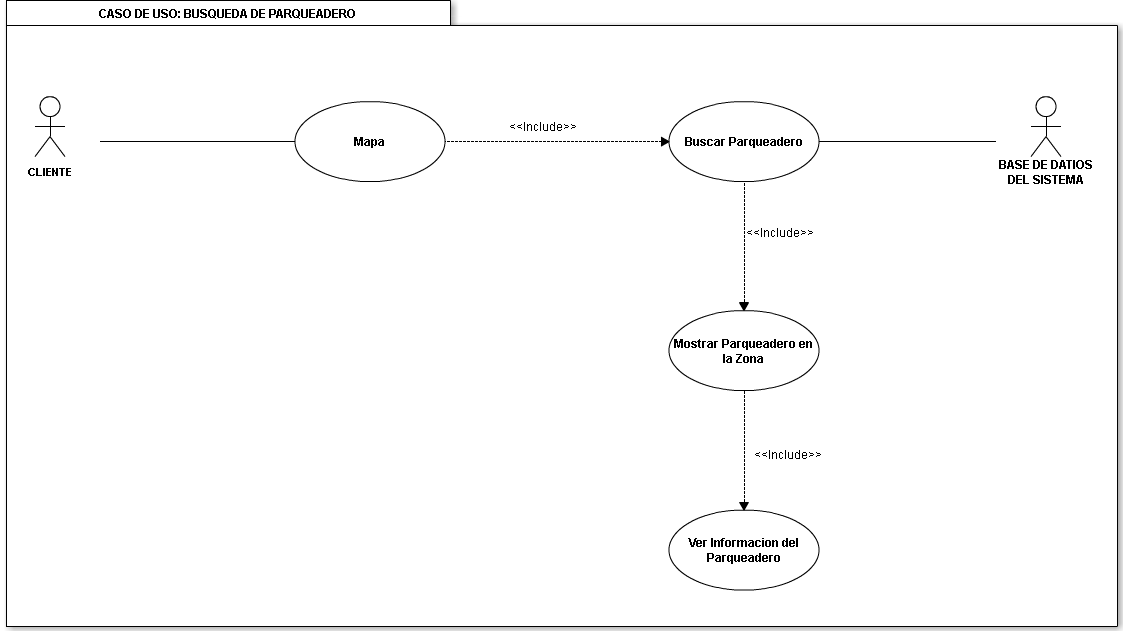 CASO DE USO: BUSQUEDA DE PARQUEADERO
CLIENTE
Mapa
<<Include>>
Buscar Parqueadero
BASE DE DATIOS
DEL SISTEMA
<<Include>>
Mostrar Parqueadero en
la Zona
<<Include>>
Ver Informacion del
Parqueadero